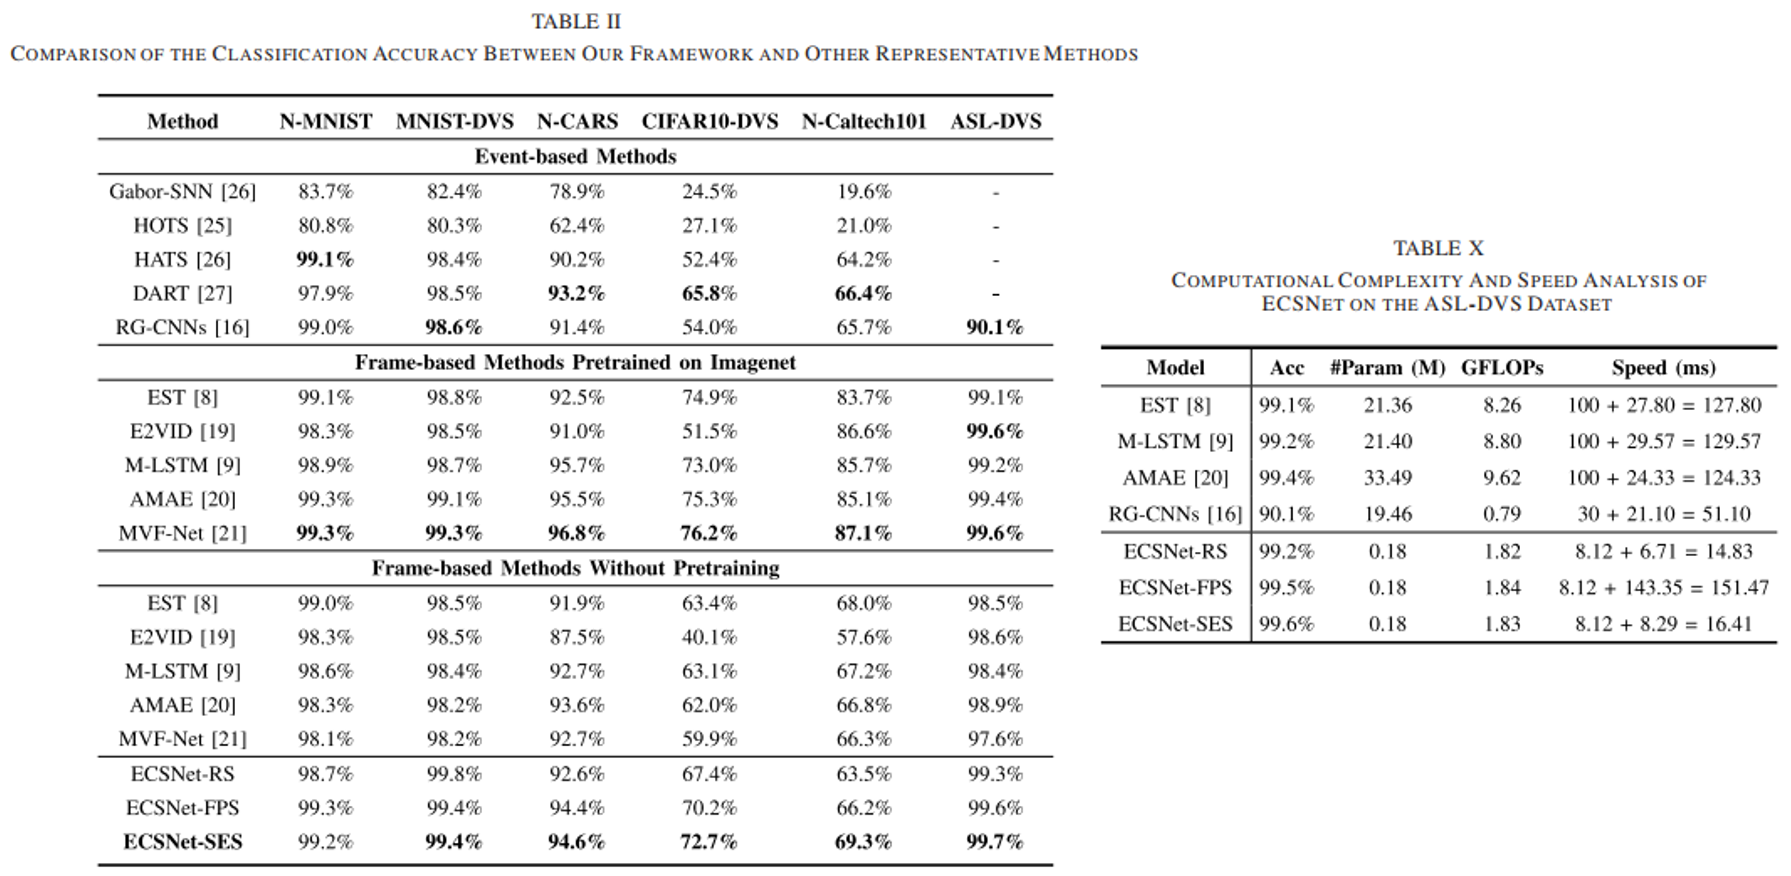 TABLE II
COMPARISON OF THE CLASSIFICATION ACCURACY BETWEEN OUR FRAMEWORK AND OTHER REPRESENTATIVE METHODS
Method N-MNIST MNIST-DVS N-CARS CIFAR10-DVS N-Caltech101 ASL-DVS
Event-based Methods
Gabor-SNN [26] 83.7% 82.4% 78.9% 24.5% 19.6% -
HOTS [25] 80.8% 80.3% 62.4% 27.1% 21.0% -
HATS [26] 99.1% 98.4% 90.2% 52.4% 64.2% -
DART [27] 97.9% 98.5% 93.2% 65.8% 66.4% -
RG-CNNs [16] 99.0% 98.6% 91.4% 54.0% 65.7% 90.1%
Frame-based Methods Pretrained on Imagenet
EST [8] 99.1% 98.8% 92.5% 74.9% 83.7% 99.1%
E2VID [19] 98.3% 98.5% 91.0% 51.5% 86.6% 99.6%
M-LSTM [9] 98.9% 98.7% 95.7% 73.0% 85.7% 99.2%
AMAE [20] 99.3% 99.1% 95.5% 75.3% 85.1% 99.4%
MVF-Net [21] 99.3% 99.3% 96.8% 76.2% 87.1% 99.6%
Frame-based Methods Without Pretraining
EST [8] 99.0% 98.5% 91.9% 63.4% 68.0% 98.5%
E2VID [19] 98.3% 98.5% 87.5% 40.1% 57.6% 98.6%
M-LSTM [9] 98.6% 98.4% 92.7% 63.1% 67.2% 98.4%
AMAE [20] 98.3% 98.2% 93.6% 62.0% 66.8% 98.9%
MVF-Net [21] 98.1% 98.2% 92.7% 59.9% 66.3% 97.6%
ECSNet-RS 98.7% 99.8% 92.6% 67.4% 63.5% 99.3%
ECSNet-FPS 99.3% 99.4% 94.4% 70.2% 66.2% 99.6%
ECSNet-SES 99.2% 99.4% 94.6% 72.7% 69.3% 99.7%
TABLE X
COMPUTATIONAL COMPLEXITY AND SPEED ANALYSIS OF
ECSNET ON THE ASL-DVS DATASET
Model Acc #Param (M) GFLOPs Speed (ms)
EST [8] 99.1% 21.36 8.26 100 + 27.80 = 127.80
M-LSTM [9] 99.2% 21.40 8.80 100 + 29.57 = 129.57
AMAE [20] 99.4% 33.49 9.62 100 + 24.33 = 124.33
RG-CNNs [16] 90.1% 19.46 0.79 30 + 21.10 = 51.10
ECSNet-RS 99.2% 0.18 1.82 8.12 + 6.71 = 14.83
ECSNet-FPS 99.5% 0.18 1.84 8.12 + 143.35 = 151.47
ECSNet-SES 99.6% 0.18 1.83 8.12 + 8.29 = 16.41